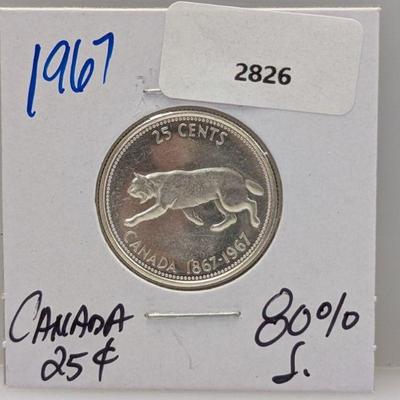 1967
2826
25 CENTS
CANADA 1867-1967
CANADA
25¢
80%
S.